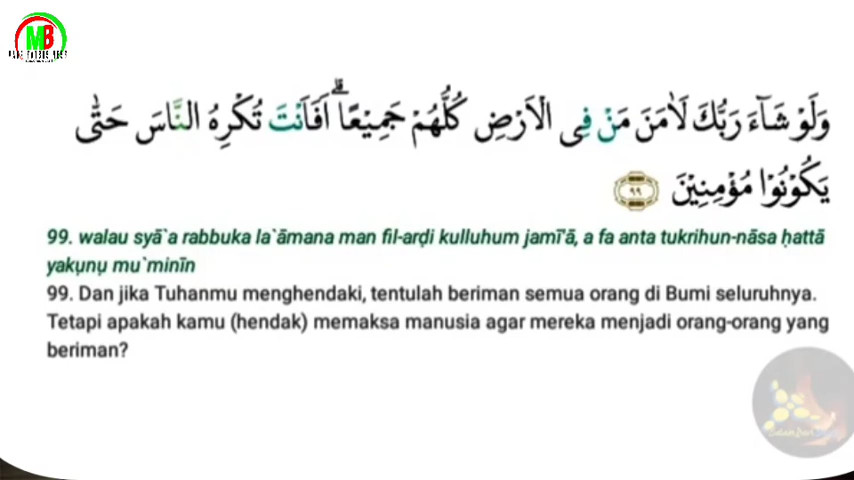 MB
وَلَوْ شَاۤءَ رَبُّكَ لَاٰمَنَ مَنْ فِى الْاَرْضِ كُلُّهُمْ جَمِيْعًاۗ اَفَاَنْتَ تُكْرِهُ النَّاسَ حَتّٰى
يَكُوْنُوْا مُؤْمِنِيْنَ ٩٩
99. walau syā`a rabbuka la`āmana man fil-arḍi kulluhum jamī'ā, a fa anta tukrihun-nāsa ḥattā
yakụnụ mu`minīn
99. Dan jika Tuhanmu menghendaki, tentulah beriman semua orang di Bumi seluruhnya.
Tetapi apakah kamu (hendak) memaksa manusia agar mereka menjadi orang-orang yang
beriman?